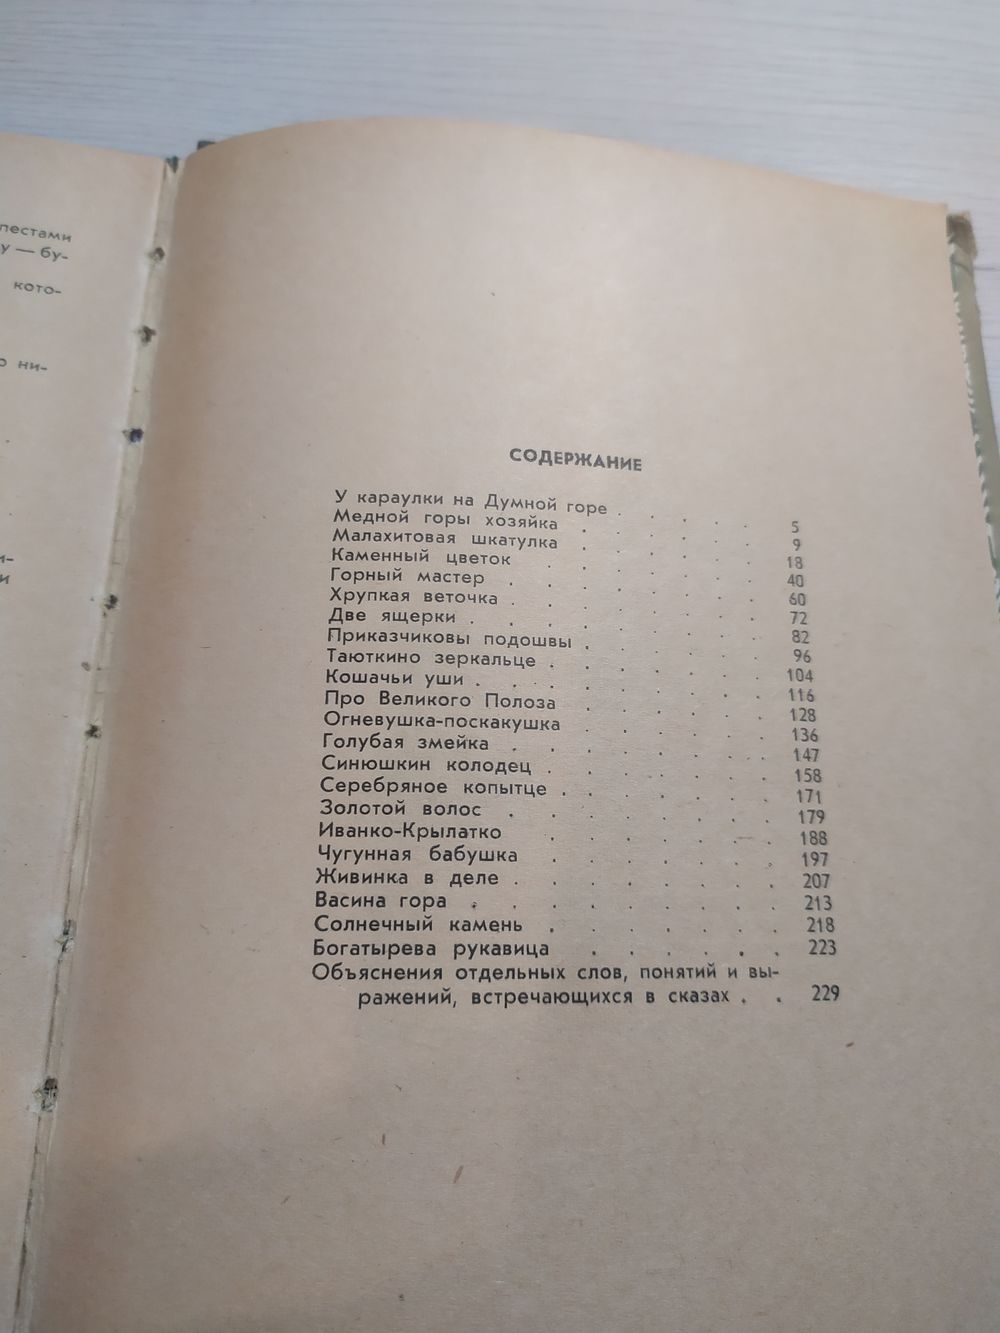 пестами
у — бу-
кото-
ни-
и-
и
СОДЕРЖАНИЕ
У караулки на Думной горе . . . . 5
Медной горы хозяйка . . . . . 9
Малахитовая шкатулка . . . . . 18
Каменный цветок . . . . . 40
Горный мастер . . . . . . 60
Хрупкая веточка . . . . . . 72
Две ящерки . . . . . . . 82
Приказчиковы подошвы . . . . . 96
Таюткино зеркальце . . . . . . 104
Кошачьи уши . . . . . . . 116
Про Великого Полоза . . . . . 128
Огневушка-поскакушка . . . . . 136
Голубая змейка . . . . . . 147
Синюшкин колодец . . . . . . 158
Серебряное копытце . . . . . . 171
Золотой волос . . . . . . 179
Иванко-Крылатко . . . . . . 188
Чугунная бабушка . . . . . . 197
Живинка в деле . . . . . . . 207
Васина гора . . . . . . . . 213
Солнечный камень . . . . . . 218
Богатырева рукавица . . . . . 223
Объяснения отдельных слов, понятий и вы-
ражений, встречающихся в сказах . . 229